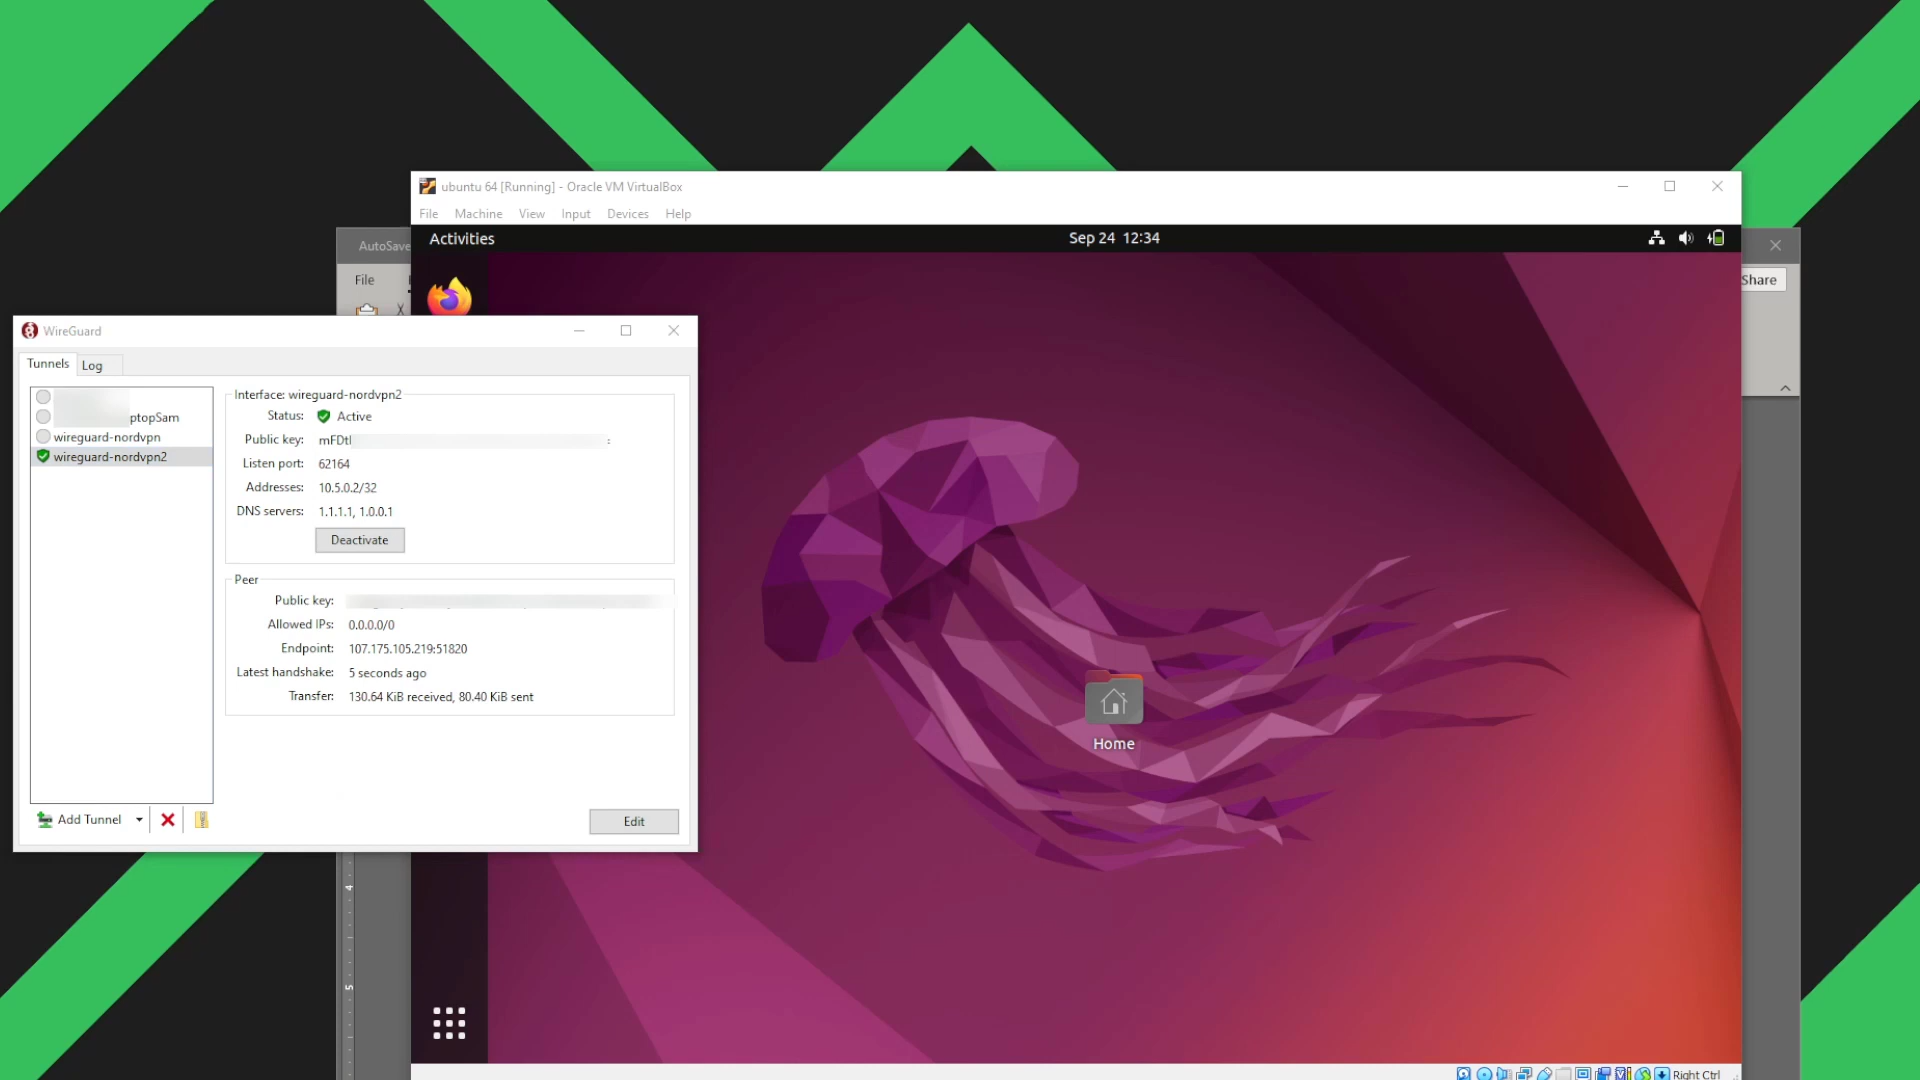 ubuntu 64 [Running] - Oracle VM VirtualBox
File Machine View Input Devices Help
Activities
Sep 24 12:34
AutoSave
File
Share
WireGuard
Tunnels
Log
ptopSam
wireguard-nordvpn
wireguard-nordvpn2
Interface: wireguard-nordvpn2
Status: Active
Public key: mFDtl
Listen port: 62164
Addresses: 10.5.0.2/32
DNS servers: 1.1.1.1, 1.0.0.1
Deactivate
Peer
Public key:
Allowed IPs: 0.0.0.0/0
Endpoint: 107.175.105.219:51820
Latest handshake: 5 seconds ago
Transfer: 130.64 KiB received, 80.40 KiB sent
Add Tunnel
Edit
Home
4
5
Right Ctrl